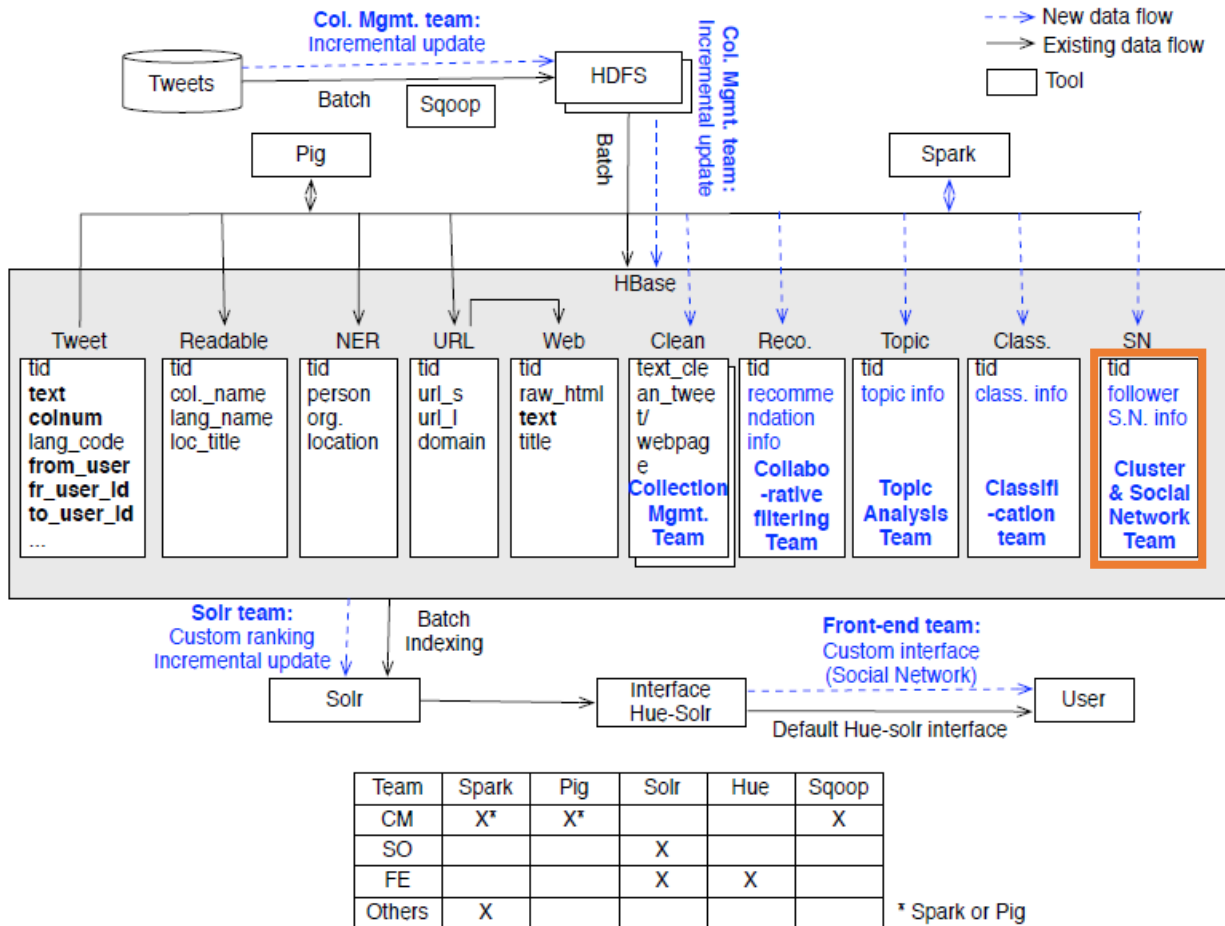 Col. Mgmt. team:
Incremental update
Tweets
Batch
Sqoop
HDFS
Col. Mgmt. team:
Incremental update
Batch
New data flow
Existing data flow
Tool
Pig
Spark
HBase
Tweet
tid
text
colnum
lang_code
from_user
fr_user_id
to_user_id
...
Readable
tid
col._name
lang_name
loc_title
NER
tid
person
org.
location
URL
tid
url_s
url_l
domain
Web
tid
raw_html
text
title
Clean
text_cle
an_twee
t/
webpag
e
Collection
Mgmt.
Team
Reco.
tid
recomme
ndation
info
Collabo
-rative
filtering
Team
Topic
tid
topic info
Topic
Analysis
Team
Class.
tid
class. info
Classifi
-cation
team
SN
tid
follower
S.N. info
Cluster
& Social
Network
Team
Solr team:
Custom ranking
Incremental update
Batch
Indexing
Front-end team:
Custom interface
(Social Network)
Solr
Interface
Hue-Solr
Default Hue-solr interface
User
Team Spark Pig Solr Hue Sqoop
CM X* X* X
SO X
FE X X
Others X
* Spark or Pig